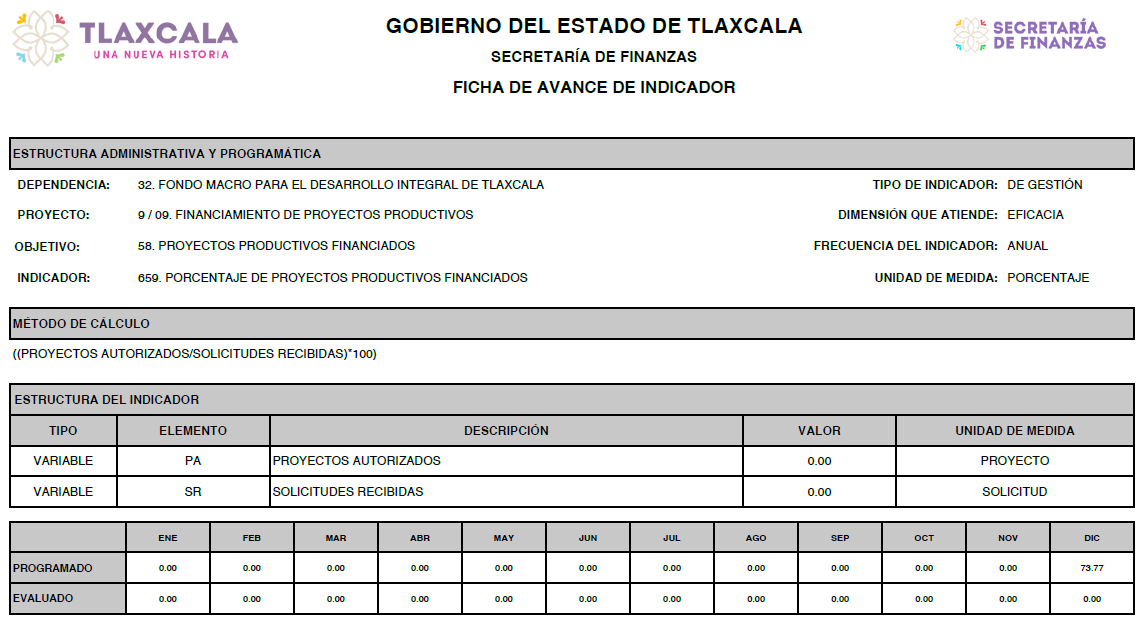 TLAXCALA
UNA NUEVA HISTORIA
GOBIERNO DEL ESTADO DE TLAXCALA
SECRETARÍA DE FINANZAS
FICHA DE AVANCE DE INDICADOR
SECRETARÍA
DE FINANZAS
ESTRUCTURA ADMINISTRATIVA Y PROGRAMÁTICA
DEPENDENCIA: 32. FONDO MACRO PARA EL DESARROLLO INTEGRAL DE TLAXCALA TIPO DE INDICADOR: DE GESTIÓN
PROYECTO: 9 / 09. FINANCIAMIENTO DE PROYECTOS PRODUCTIVOS DIMENSIÓN QUE ATIENDE: EFICACIA
OBJETIVO: 58. PROYECTOS PRODUCTIVOS FINANCIADOS FRECUENCIA DEL INDICADOR: ANUAL
INDICADOR: 659. PORCENTAJE DE PROYECTOS PRODUCTIVOS FINANCIADOS UNIDAD DE MEDIDA: PORCENTAJE
MÉTODO DE CÁLCULO
((PROYECTOS AUTORIZADOS/SOLICITUDES RECIBIDAS)*100)
ESTRUCTURA DEL INDICADOR
TIPO ELEMENTO DESCRIPCIÓN VALOR UNIDAD DE MEDIDA
VARIABLE PA PROYECTOS AUTORIZADOS 0.00 PROYECTO
VARIABLE SR SOLICITUDES RECIBIDAS 0.00 SOLICITUD
ENE FEB MAR ABR MAY JUN JUL AGO SEP OCT NOV DIC
PROGRAMADO 0.00 0.00 0.00 0.00 0.00 0.00 0.00 0.00 0.00 0.00 0.00 73.77
EVALUADO 0.00 0.00 0.00 0.00 0.00 0.00 0.00 0.00 0.00 0.00 0.00 0.00